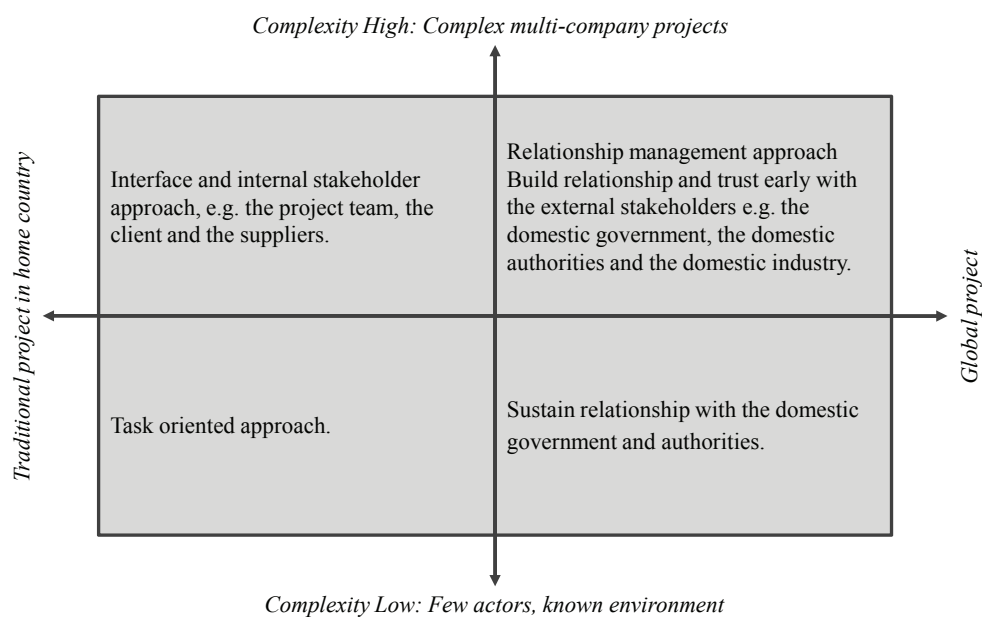 Complexity High: Complex multi-company projects
Traditional project in home country
Interface and internal stakeholder
approach, e.g. the project team, the
client and the suppliers.
Relationship management approach
Build relationship and trust early with
the external stakeholders e.g. the
domestic government, the domestic
authorities and the domestic industry.
Global project
Task oriented approach.
Sustain relationship with the domestic
government and authorities.
Complexity Low: Few actors, known environment